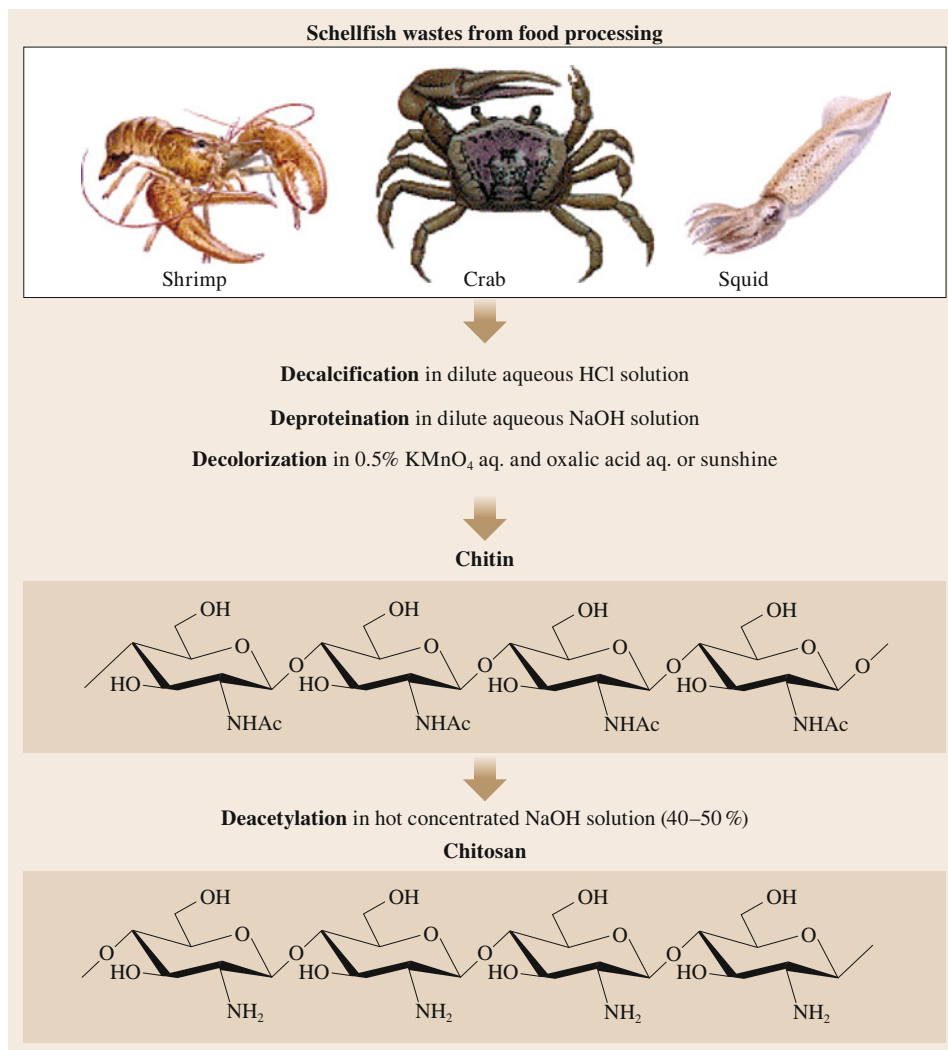 Schellfish wastes from food processing
Shrimp Crab Squid
Decalcification in dilute aqueous HCl solution
Deproteination in dilute aqueous NaOH solution
Decolorization in 0.5% KMnO₄ aq. and oxalic acid aq. or sunshine
Chitin
OH OH OH OH
O O O O
O O O O
HO HO HO HO
NHAc NHAc NHAc NHAc
Deacetylation in hot concentrated NaOH solution (40–50 %)
Chitosan
OH OH OH OH
O O O O
O O O O
HO HO HO HO
NH₂ NH₂ NH₂ NH₂